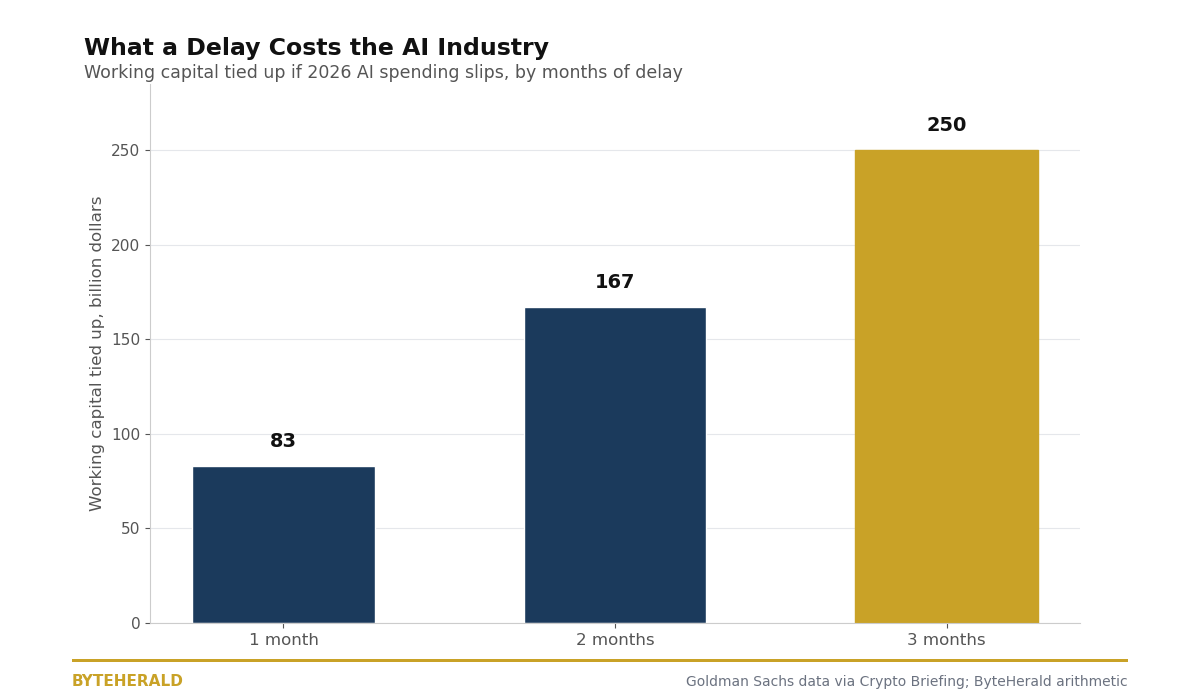 What a Delay Costs the AI Industry
Working capital tied up if 2026 AI spending slips, by months of delay
Working capital tied up, billion dollars
250
200
150
100
50
0
83
167
250
1 month
2 months
3 months
BYTEHERALD
Goldman Sachs data via Crypto Briefing; ByteHerald arithmetic